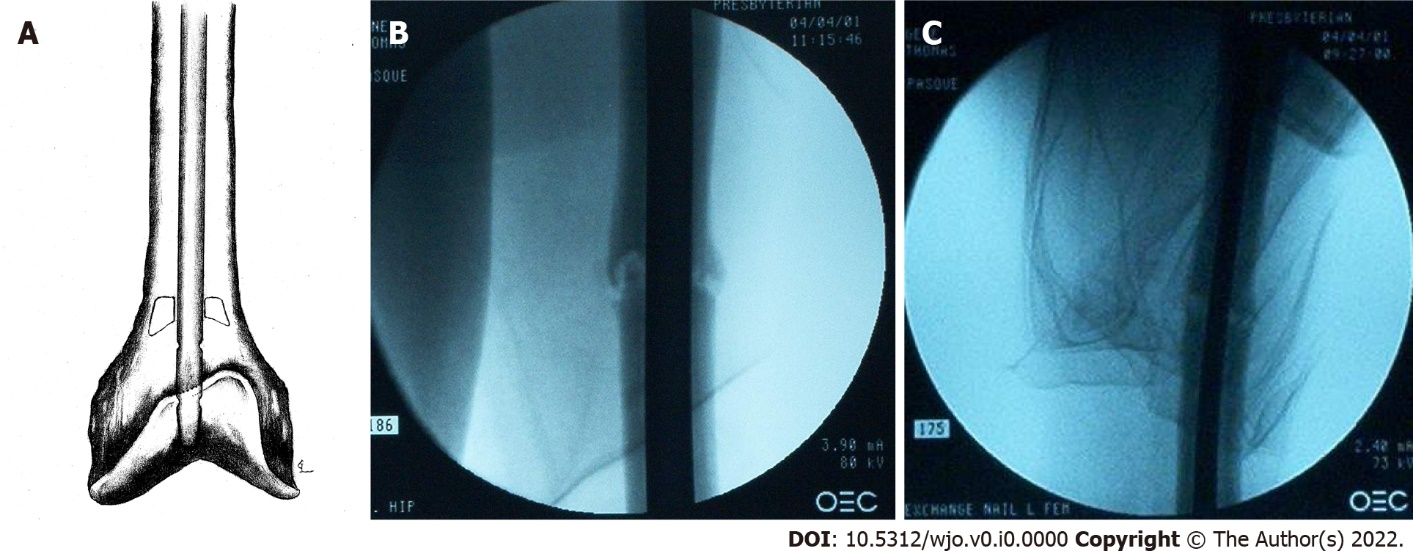 A
B
PRESBYTERIAN
04/04/01
11:15:46
NE
SQUE
186
3.90 mA
80 kV
. HIP
OEC
C
PRESBYTERIAN
04/04/01
09:27:00
THOMAS
PASQUE
175
2.40 mA
73 kV
EXCHANGE NAIL L FEM
OEC
DOI: 10.5312/wjo.v0.i0.0000 Copyright © The Author(s) 2022.